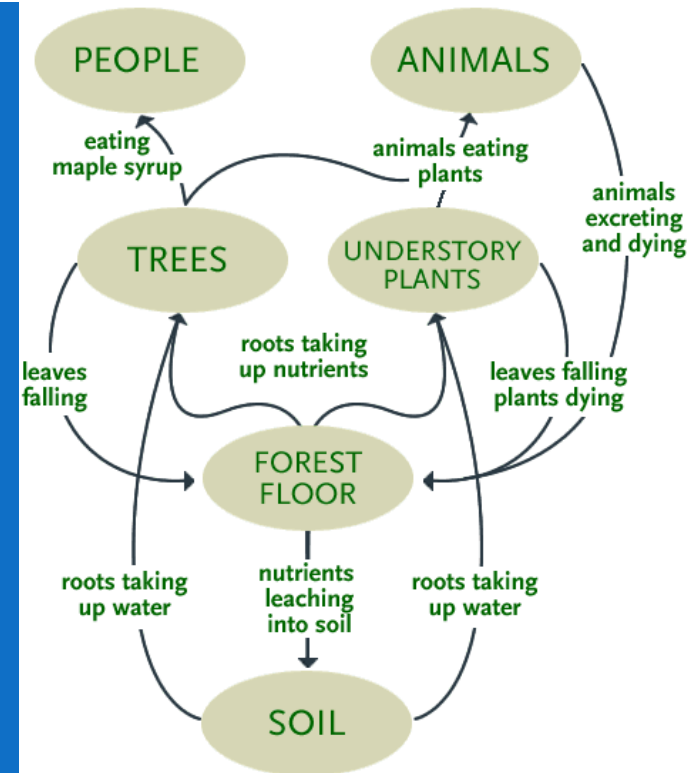 PEOPLE
ANIMALS
eating
maple syrup
animals eating
plants
animals
excreting
and dying
TREES
UNDERSTORY
PLANTS
roots taking
up nutrients
leaves
falling
leaves falling
plants dying
FOREST
FLOOR
roots taking
up water
nutrients
leaching
into soil
roots taking
up water
SOIL